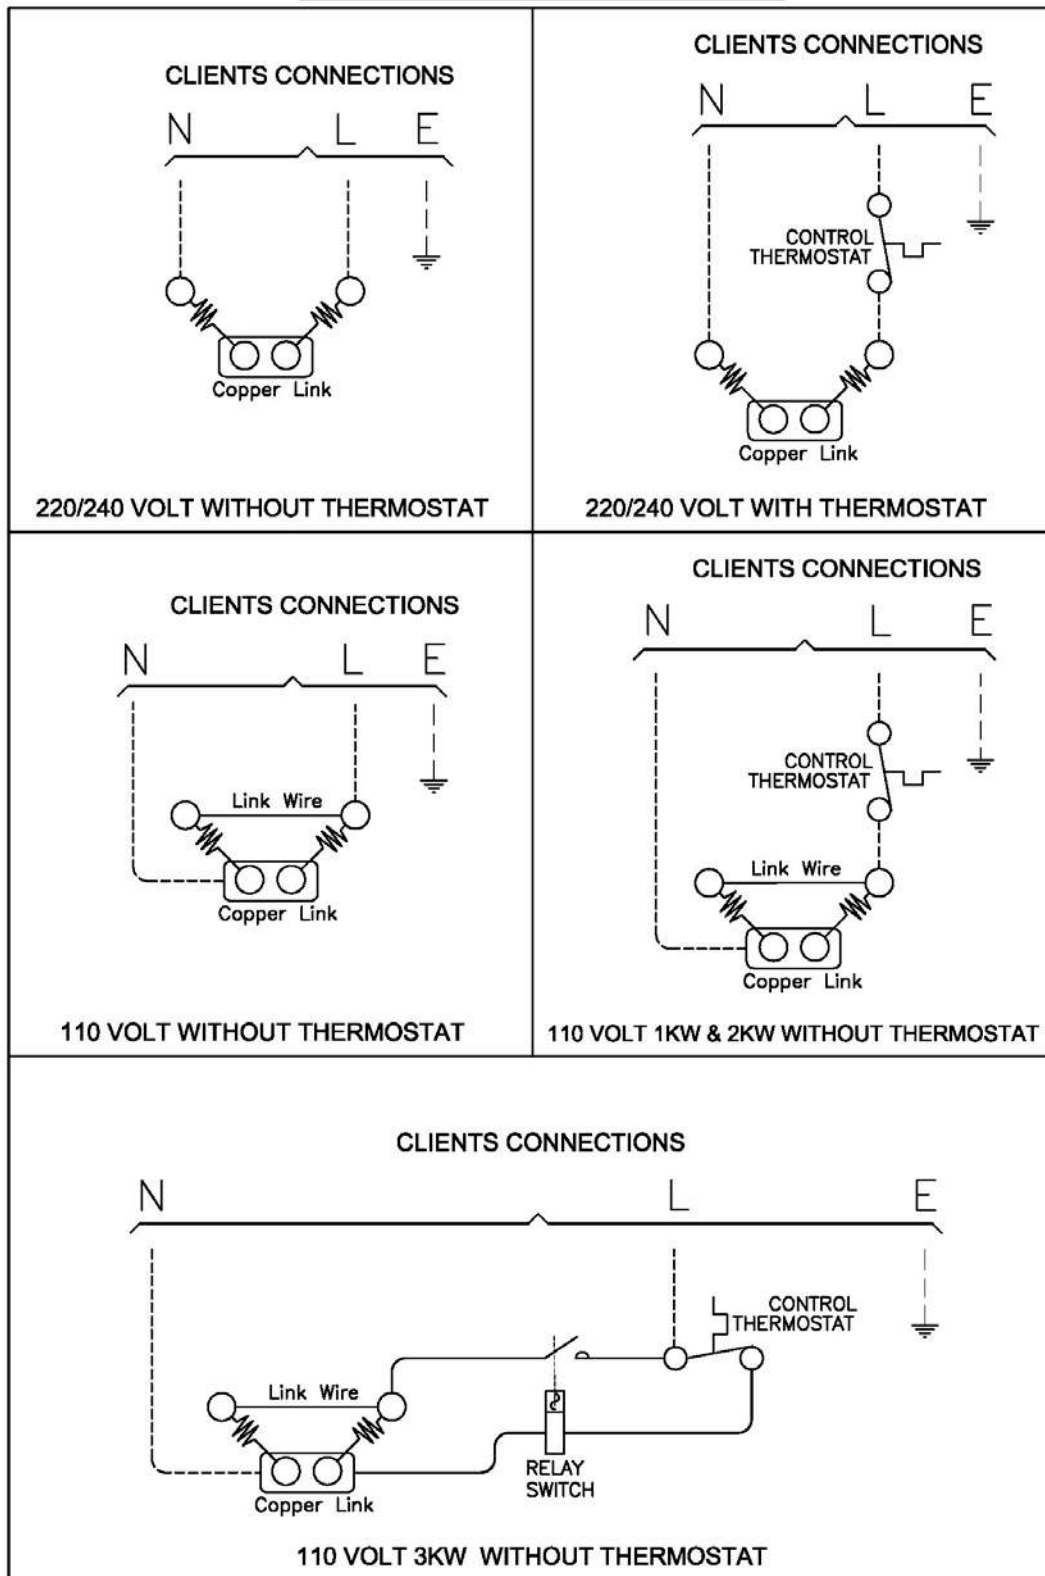 CLIENTS CONNECTIONS
N L E
Copper Link
220/240 VOLT WITHOUT THERMOSTAT
CLIENTS CONNECTIONS
N L E
CONTROL
THERMOSTAT
Copper Link
220/240 VOLT WITH THERMOSTAT
CLIENTS CONNECTIONS
N L E
Link Wire
Copper Link
110 VOLT WITHOUT THERMOSTAT
CLIENTS CONNECTIONS
N L E
CONTROL
THERMOSTAT
Link Wire
Copper Link
110 VOLT 1KW & 2KW WITHOUT THERMOSTAT
CLIENTS CONNECTIONS
N L E
CONTROL
THERMOSTAT
Link Wire
RELAY
SWITCH
Copper Link
110 VOLT 3KW WITHOUT THERMOSTAT